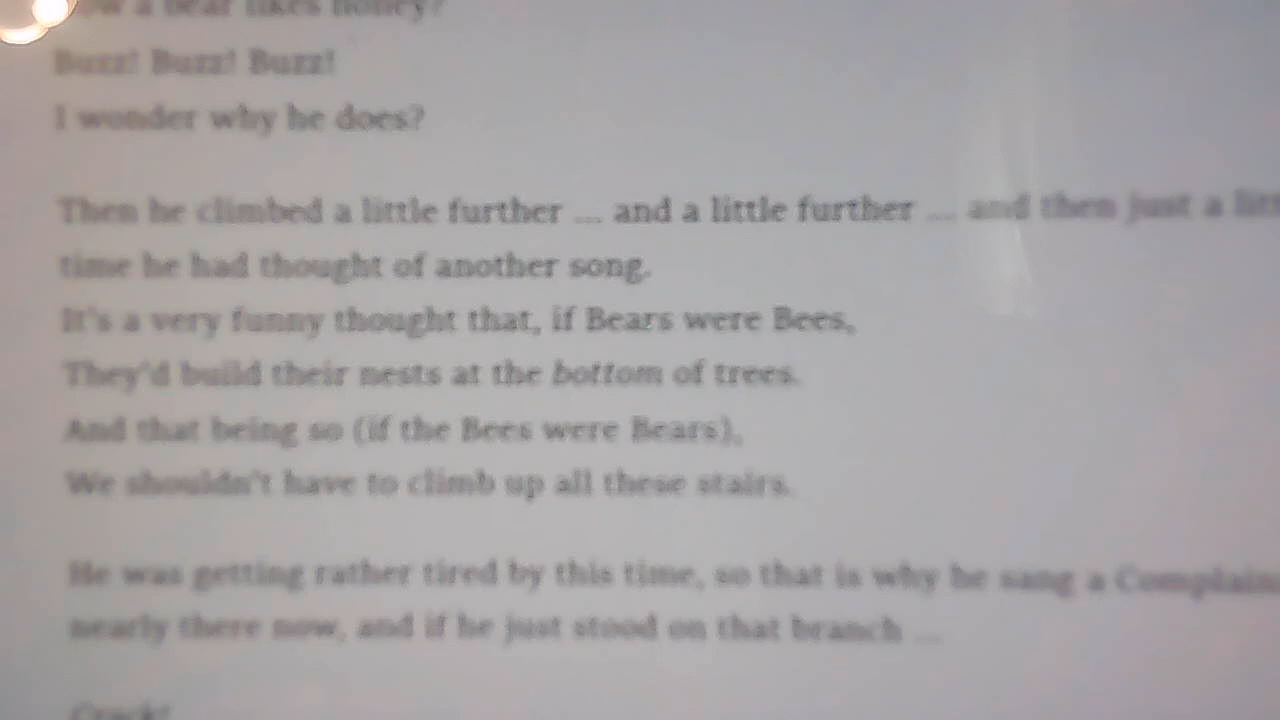 a bear likes honey?
Buzz! Buzz! Buzz!
I wonder why he does?
Then he climbed a little further ... and a little further ... and then just a
time he had thought of another song.
It's a very funny thought that, if Bears were Bees,
They'd build their nests at the bottom of trees.
And that being so (if the Bees were Bears),
We shouldn't have to climb up all these stairs.
He was getting rather tired by this time, so that is why he sang a
nearly there now, and if he just stood on that branch ...
Crack!